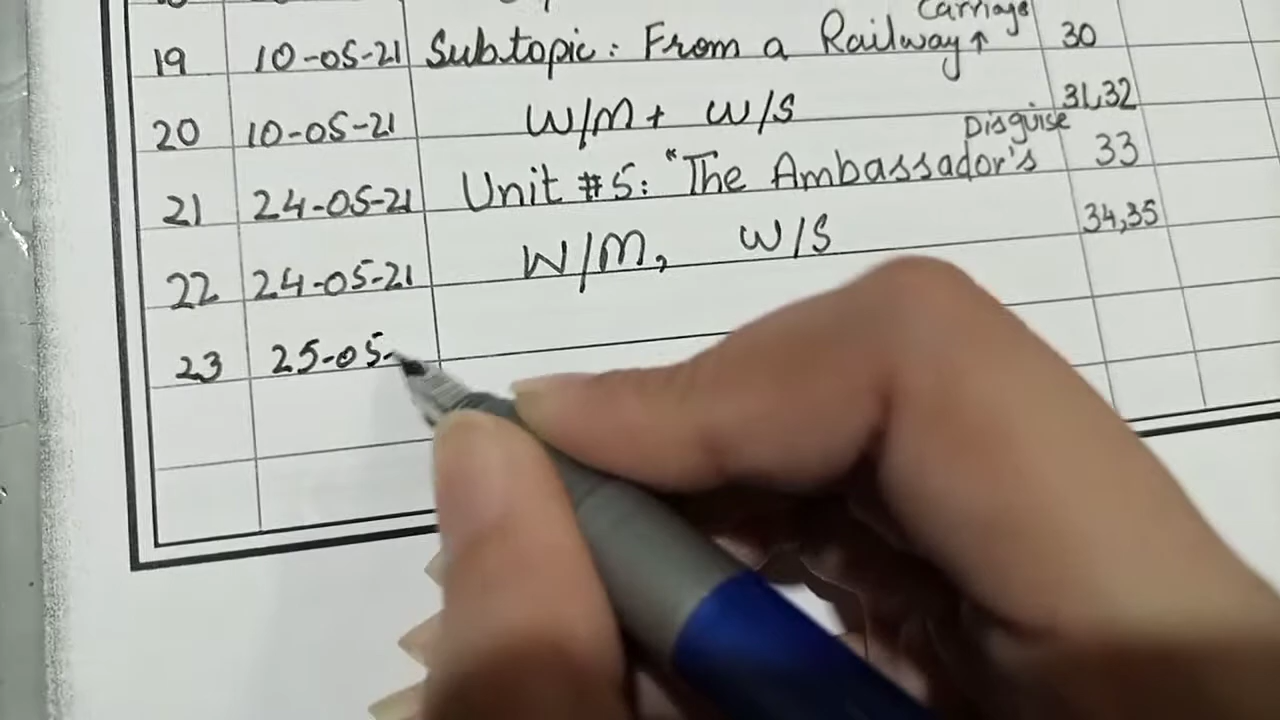 19 10-05-21 Subtopic: From a Railway↑ Carriage 30
20 10-05-21 W/M + W/S 31,32
21 24-05-21 Unit #5: "The Ambassador's Disguise 33
22 24-05-21 W/M, W/S 34,35
23 25-05-